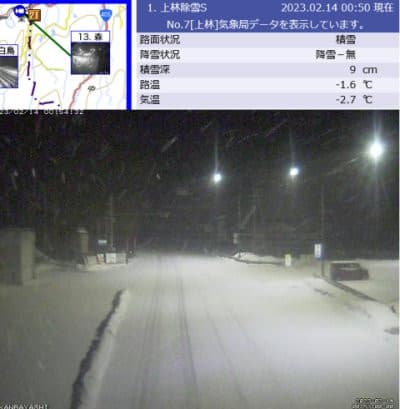 1. 上林除雪S 2023.02.14 00:50 現在
No.7[上林]気象局データを表示しています。
路面状況 積雪
降雪状況 降雪ー無
積雪深 9 cm
路温 -1.6 ℃
気温 -2.7 ℃
71
白鳥
13. 森
23/02/14 00:54:32
KANBAYASHI